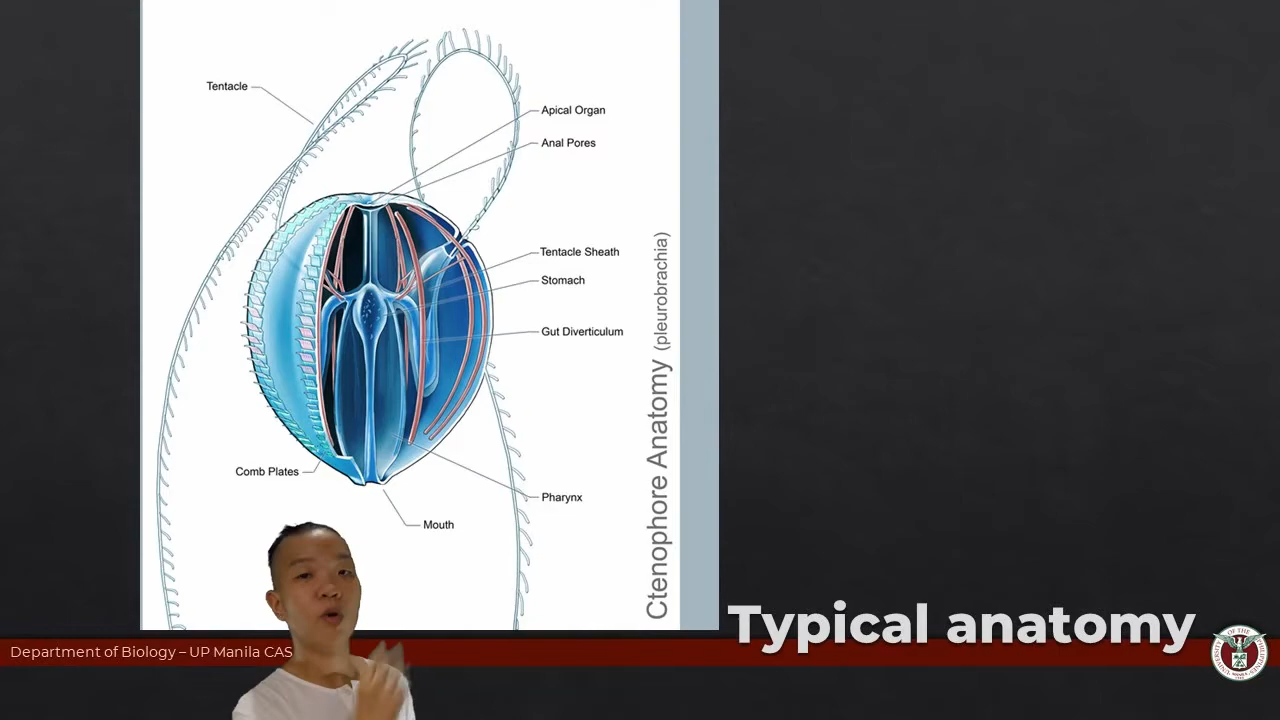 Tentacle
Apical Organ
Anal Pores
Tentacle Sheath
Stomach
Gut Diverticulum
Comb Plates
Pharynx
Mouth
Ctenophore Anatomy (pleurobrachia)
Typical anatomy
Department of Biology – UP Manila CAS